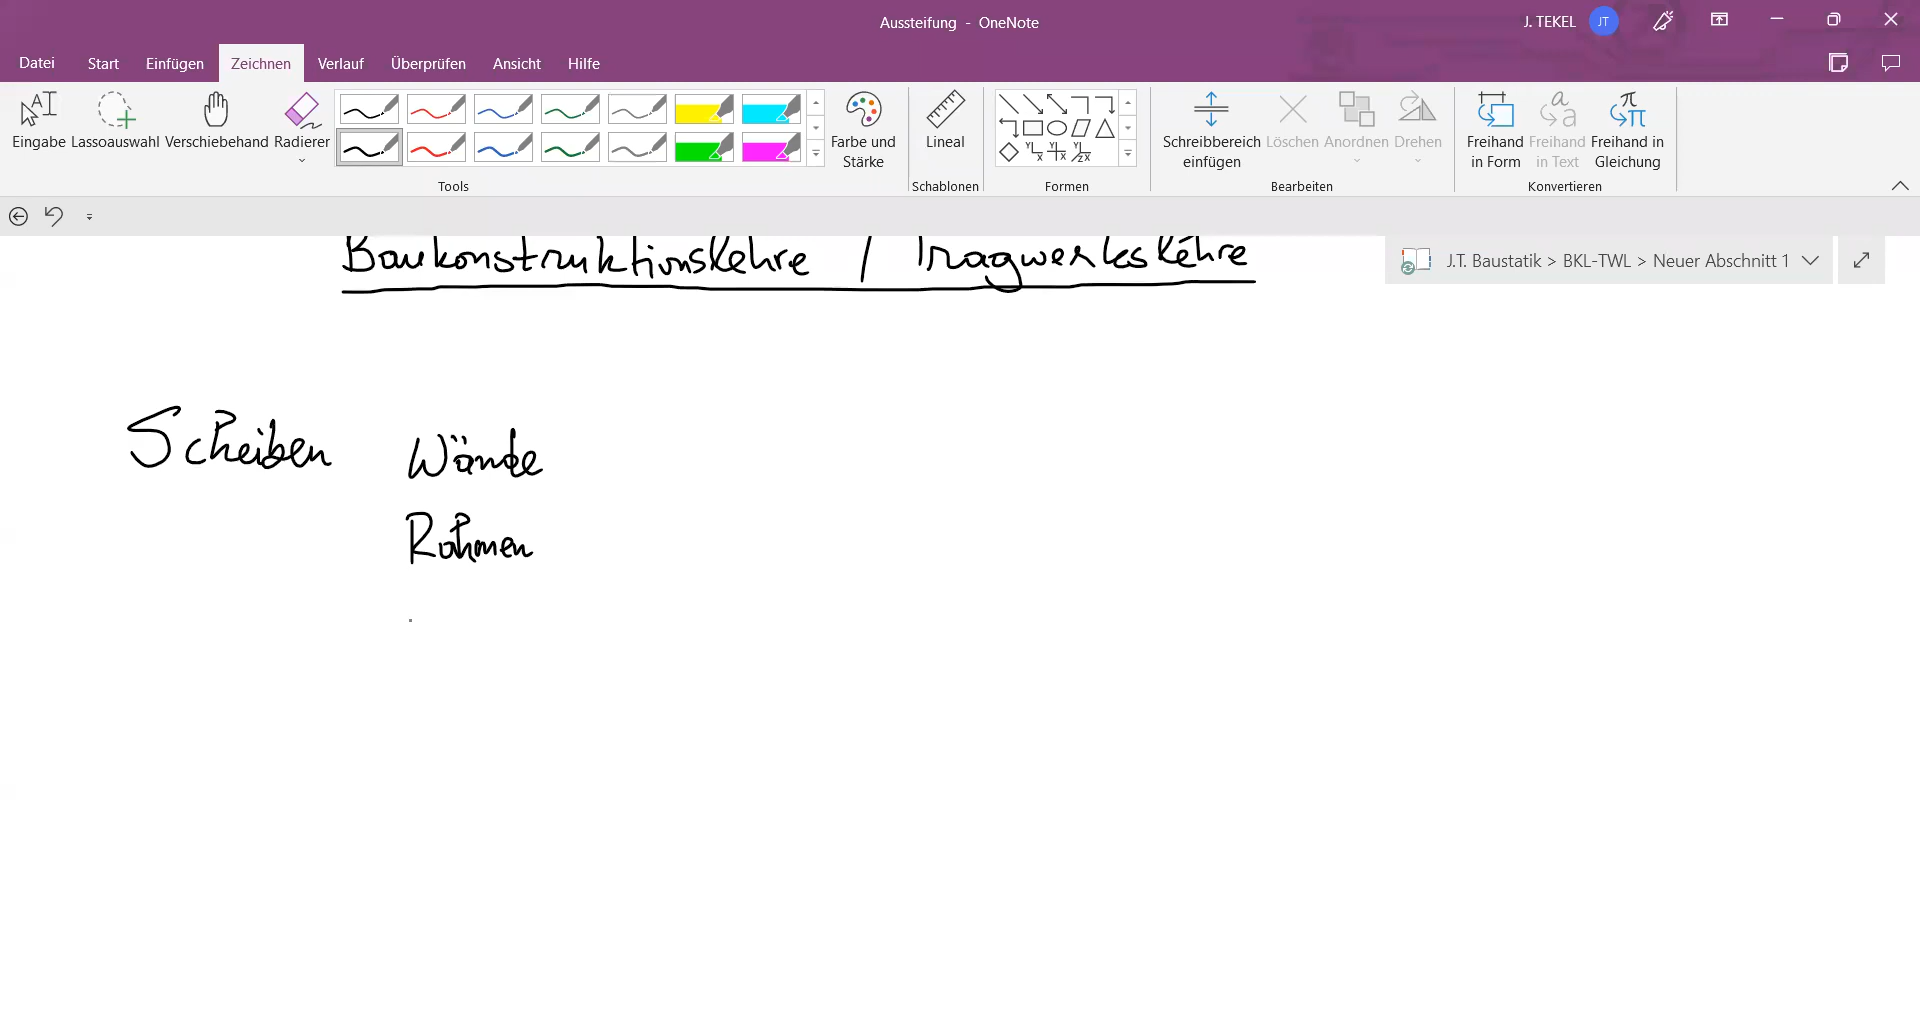 Aussteifung - OneNote
J. TEKEL
JT
Datei Start Einfügen Zeichnen Verlauf Überprüfen Ansicht Hilfe
Eingabe Lassoauswahl Verschiebehand Radierer
Farbe und Stärke
Lineal
Schreibbereich einfügen
Löschen Anordnen Drehen
Freihand in Form
Freihand in Text
Freihand in Gleichung
Tools Schablonen Formen Bearbeiten Konvertieren
Baukonstruktionslehre / Tragwerkslehre
J.T. Baustatik > BKL-TWL > Neuer Abschnitt 1
Scheiben Wände
Rahmen